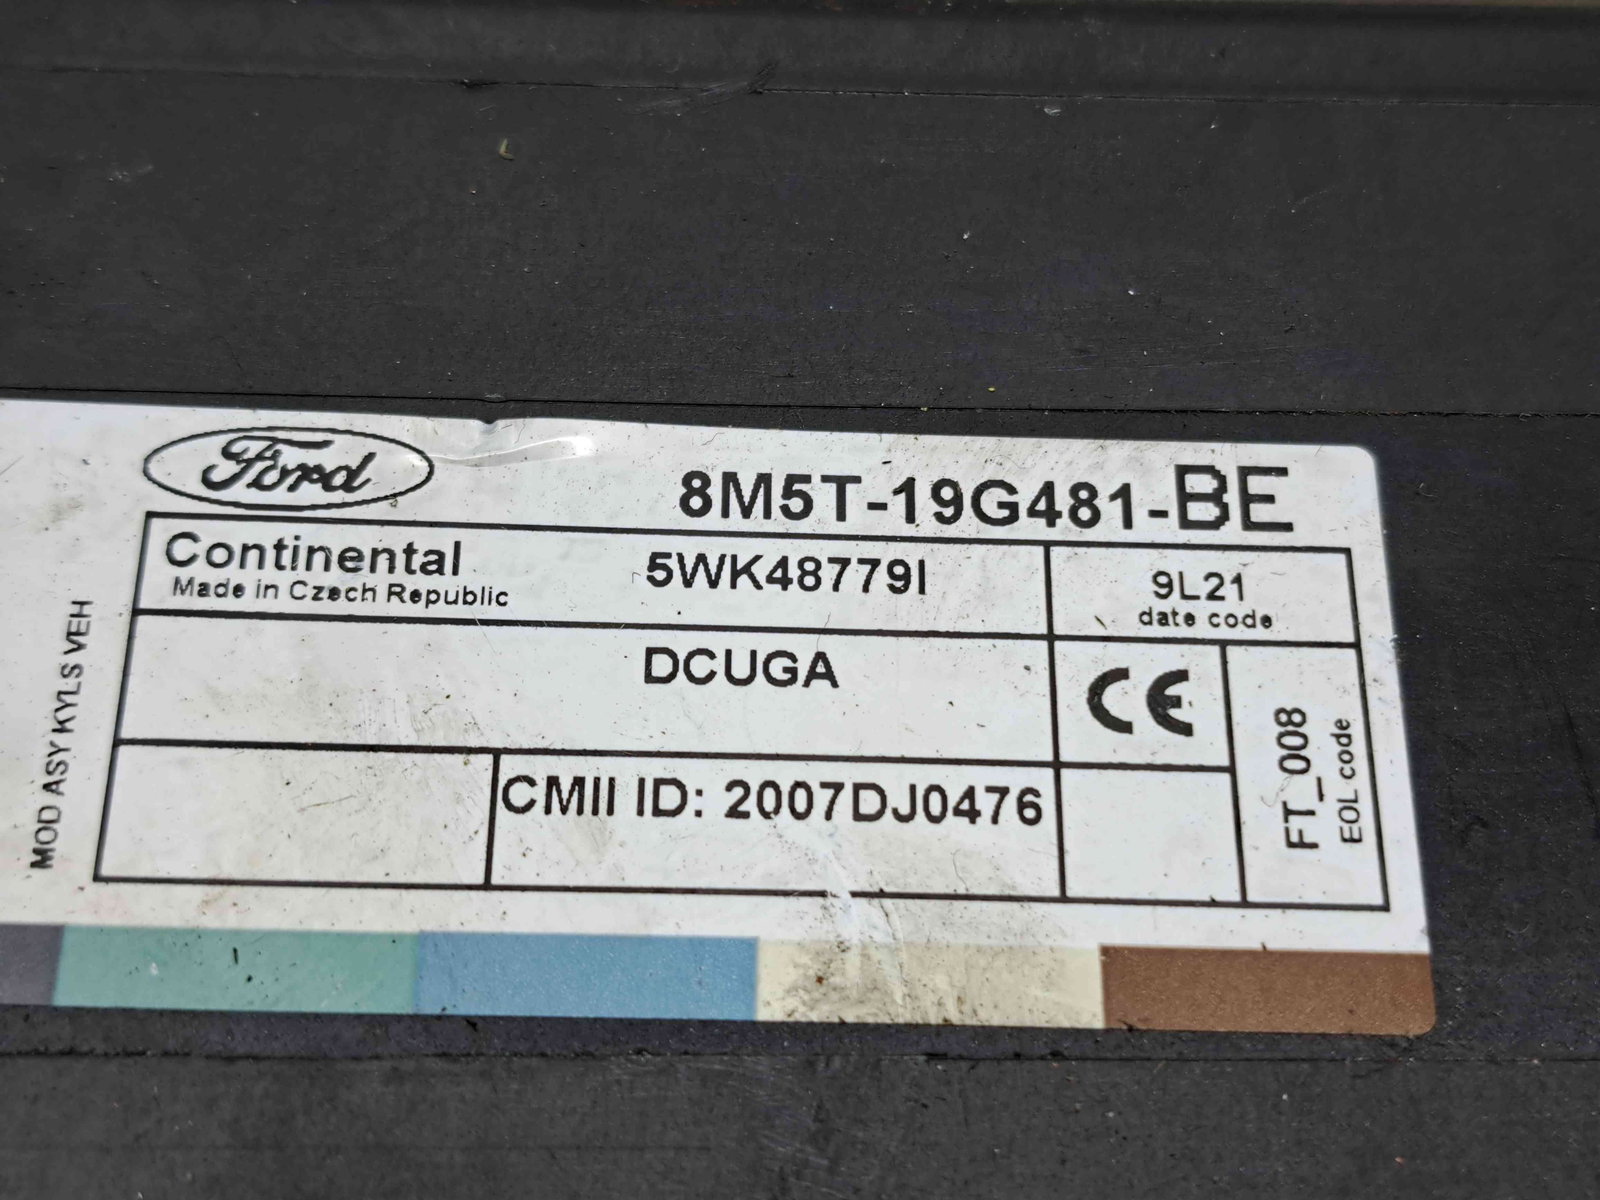 Ford
8M5T-19G481-BE
Continental
Made in Czech Republic
5WK48779I
9L21
date code
DCUGA
CE
CMII ID: 2007DJ0476
FT_008
EOL code
MOD ASY KYLS VEH